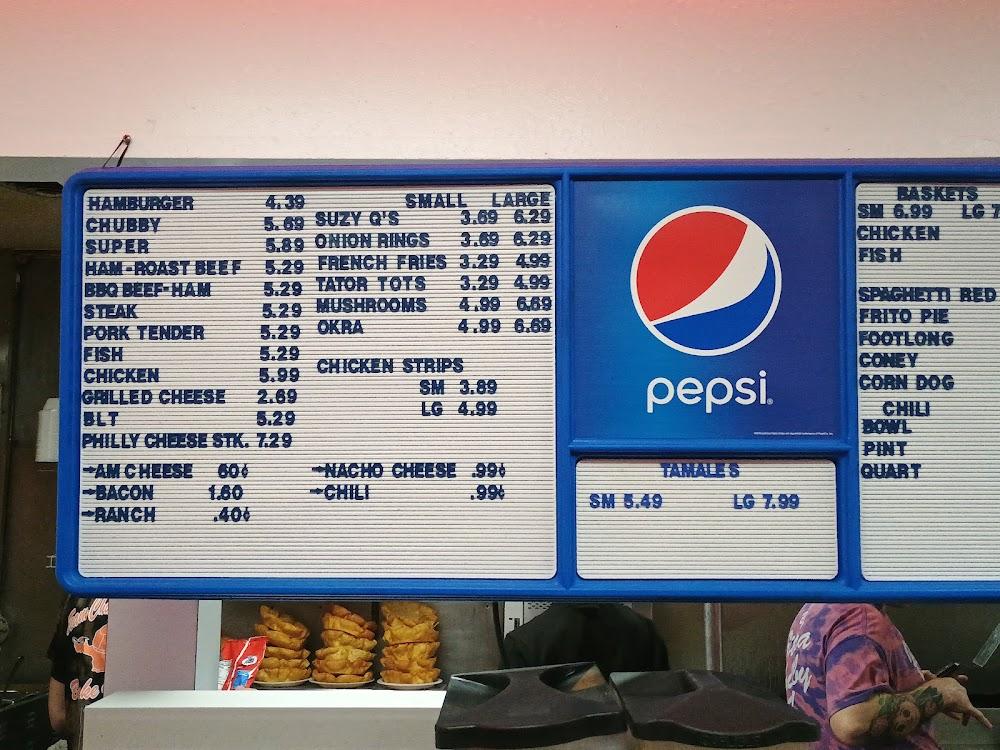 HAMBURGER 4.39
CHUBBY 5.69
SUPER 5.89
HAM-ROAST BEEF 5.29
BBQ BEEF-HAM 5.29
STEAK 5.29
PORK TENDER 5.29
FISH 5.29
CHICKEN 5.99
GRILLED CHEESE 2.69
BLT 5.29
PHILLY CHEESE STK. 7.29
→AM CHEESE 60¢
→BACON 1.60
→RANCH .40¢
SMALL LARGE
SUZY Q'S 3.69 6.29
ONION RINGS 3.69 6.29
FRENCH FRIES 3.29 4.99
TATOR TOTS 3.29 4.99
MUSHROOMS 4.99 6.69
OKRA 4.99 6.69
CHICKEN STRIPS
SM 3.89
LG 4.99
→NACHO CHEESE .99¢
→CHILI .99¢
pepsi
TAMALES
SM 5.49 LG 7.99
BASKETS
SM 6.99 LG 7
CHICKEN
FISH
SPAGHETTI RED
FRITO PIE
FOOTLONG
CONEY
CORN DOG
CHILI
BOWL
PINT
QUART